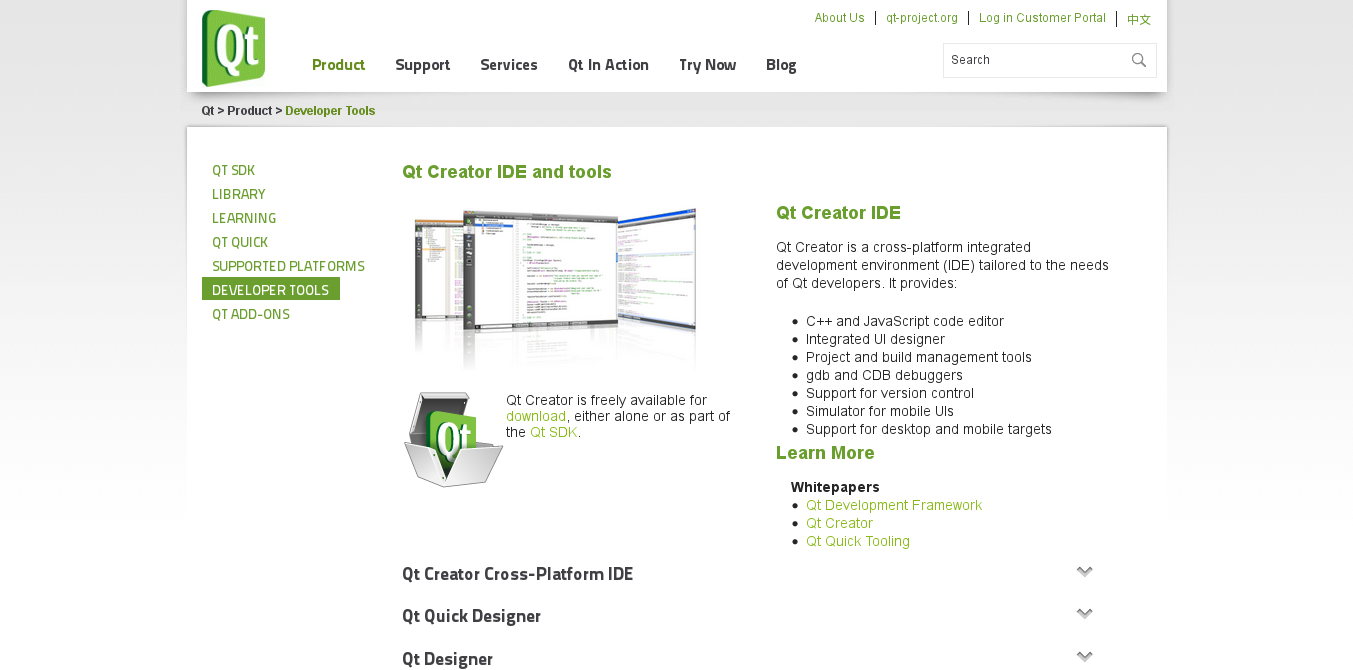 About Us
qt-project.org
Log in Customer Portal
中文
Qt
Product
Support
Services
Qt In Action
Try Now
Blog
Search
Qt > Product > Developer Tools
QT SDK
LIBRARY
LEARNING
QT QUICK
SUPPORTED PLATFORMS
DEVELOPER TOOLS
QT ADD-ONS
Qt Creator IDE and tools
Qt
Qt Creator is freely available for
download, either alone or as part of
the Qt SDK.
Qt Creator IDE
Qt Creator is a cross-platform integrated
development environment (IDE) tailored to the needs
of Qt developers. It provides:
• C++ and JavaScript code editor
• Integrated UI designer
• Project and build management tools
• gdb and CDB debuggers
• Support for version control
• Simulator for mobile UIs
• Support for desktop and mobile targets
Learn More
Whitepapers
• Qt Development Framework
• Qt Creator
• Qt Quick Tooling
Qt Creator Cross-Platform IDE
Qt Quick Designer
Qt Designer